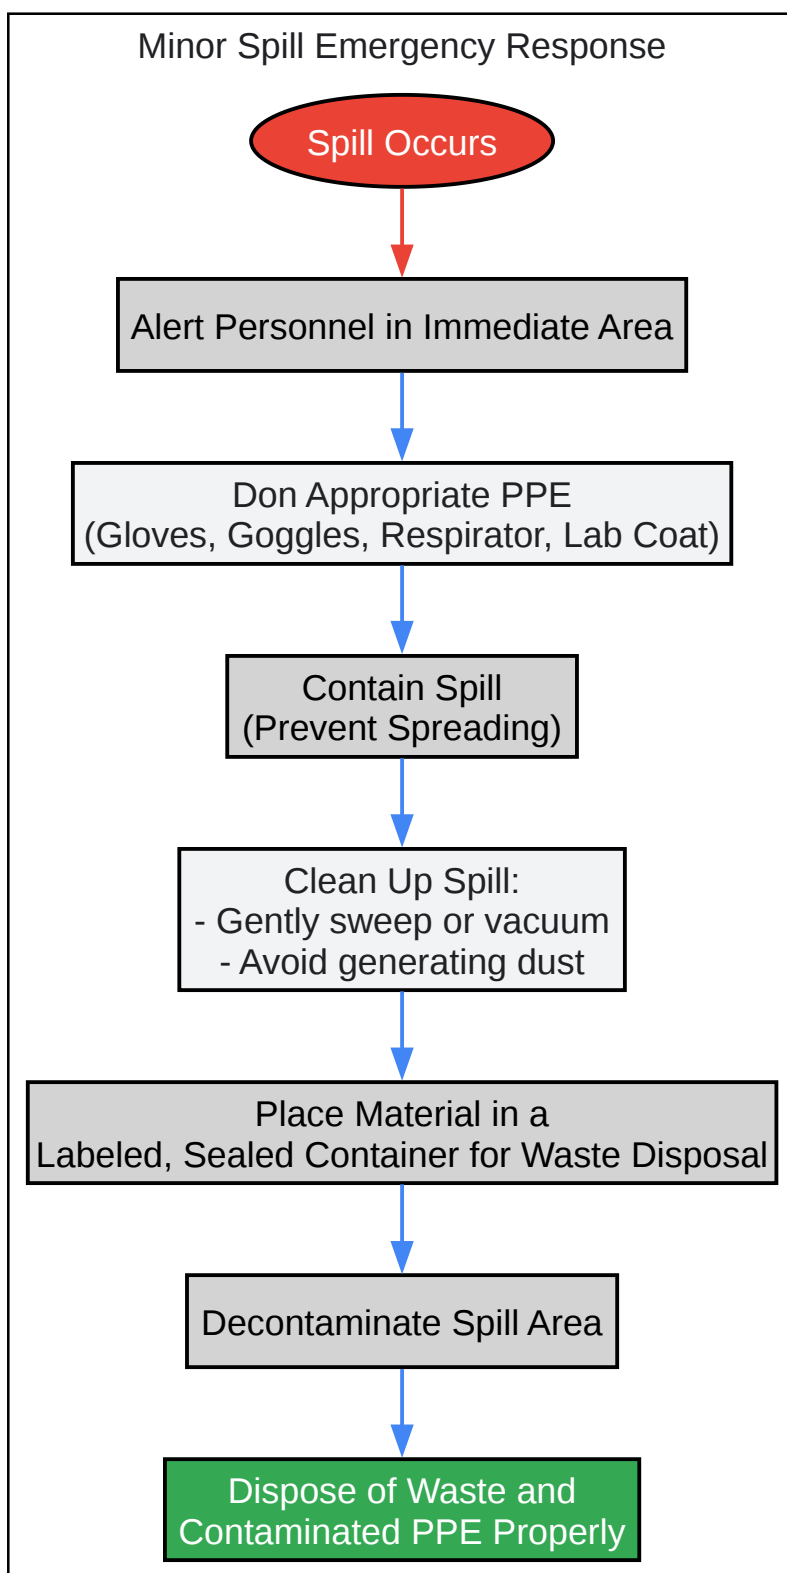 Minor Spill Emergency Response
Spill Occurs
Alert Personnel in Immediate Area
Don Appropriate PPE
(Gloves, Goggles, Respirator, Lab Coat)
Contain Spill
(Prevent Spreading)
Clean Up Spill:
- Gently sweep or vacuum
- Avoid generating dust
Place Material in a
Labeled, Sealed Container for Waste Disposal
Decontaminate Spill Area
Dispose of Waste and
Contaminated PPE Properly